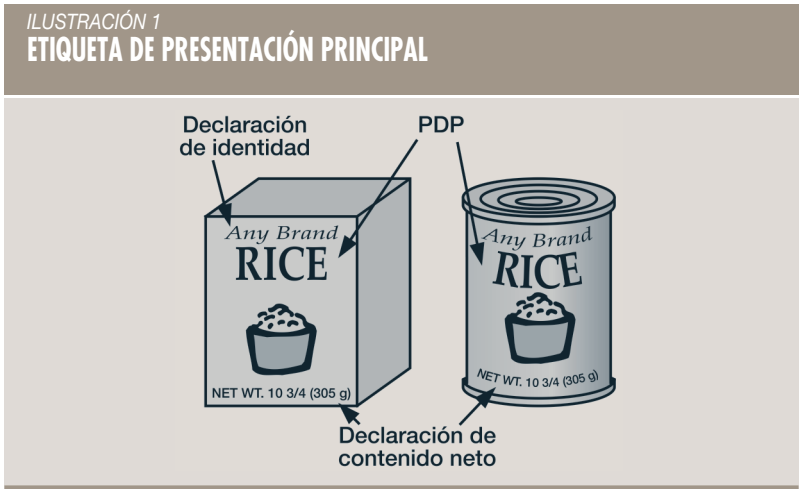 ILUSTRACIÓN 1
ETIQUETA DE PRESENTACIÓN PRINCIPAL
Declaración
de identidad
PDP
Any Brand
RICE
NET WT. 10 3/4 (305 g)
Any Brand
RICE
NET WT. 10 3/4 (305 g)
Declaración de
contenido neto